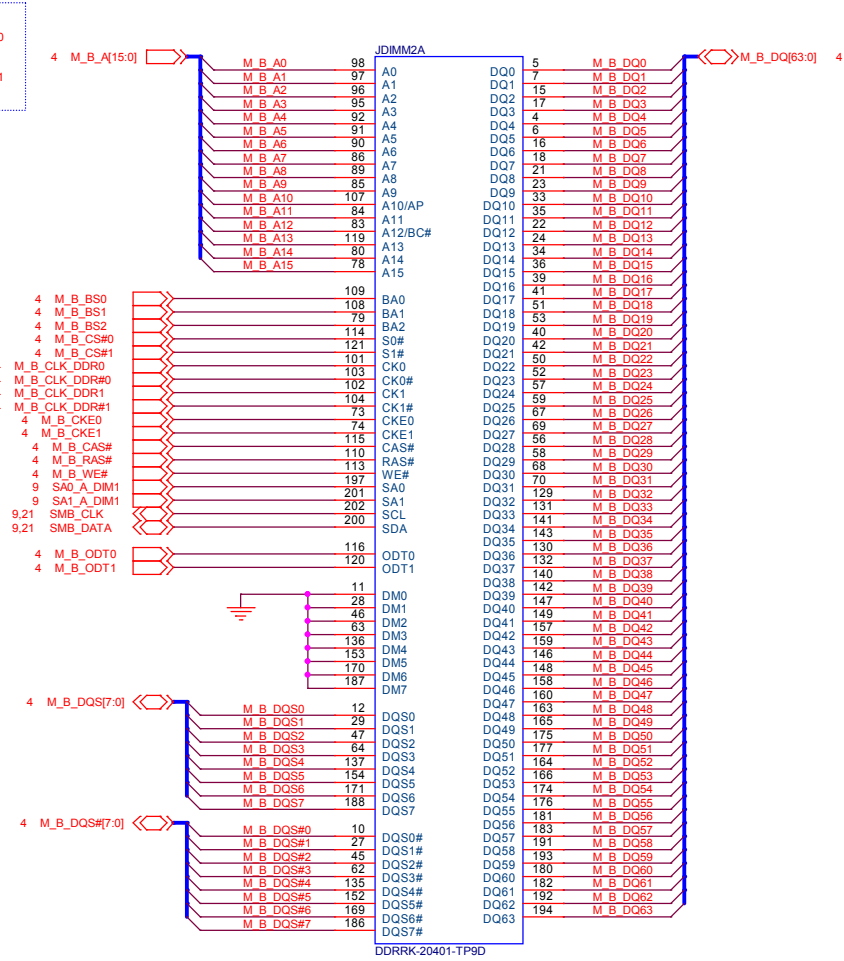 0
1
JDIMM2A
4 M_B_A[15:0]
M_B_DQ[63:0] 4
M_B_A0 98 A0
M_B_A1 97 A1
M_B_A2 96 A2
M_B_A3 95 A3
M_B_A4 92 A4
M_B_A5 91 A5
M_B_A6 90 A6
M_B_A7 86 A7
M_B_A8 89 A8
M_B_A9 85 A9
M_B_A10 107 A10/AP
M_B_A11 84 A11
M_B_A12 83 A12/BC#
M_B_A13 119 A13
M_B_A14 80 A14
M_B_A15 78 A15
4 M_B_BS0 109 BA0
4 M_B_BS1 108 BA1
4 M_B_BS2 79 BA2
4 M_B_CS#0 114 S0#
4 M_B_CS#1 121 S1#
M_B_CLK_DDR0 101 CK0
M_B_CLK_DDR#0 103 CK0#
M_B_CLK_DDR1 102 CK1
M_B_CLK_DDR#1 104 CK1#
4 M_B_CKE0 73 CKE0
4 M_B_CKE1 74 CKE1
4 M_B_CAS# 115 CAS#
4 M_B_RAS# 110 RAS#
4 M_B_WE# 113 WE#
9 SA0_A_DIM1 197 SA0
9 SA1_A_DIM1 201 SA1
9,21 SMB_CLK 202 SCL
9,21 SMB_DATA 200 SDA
4 M_B_ODT0 116 ODT0
4 M_B_ODT1 120 ODT1
11 DM0
28 DM1
46 DM2
63 DM3
136 DM4
153 DM5
170 DM6
187 DM7
4 M_B_DQS[7:0]
M_B_DQS0 12 DQS0
M_B_DQS1 29 DQS1
M_B_DQS2 47 DQS2
M_B_DQS3 64 DQS3
M_B_DQS4 137 DQS4
M_B_DQS5 154 DQS5
M_B_DQS6 171 DQS6
M_B_DQS7 188 DQS7
4 M_B_DQS#[7:0]
M_B_DQS#0 10 DQS0#
M_B_DQS#1 27 DQS1#
M_B_DQS#2 45 DQS2#
M_B_DQS#3 62 DQS3#
M_B_DQS#4 135 DQS4#
M_B_DQS#5 152 DQS5#
M_B_DQS#6 169 DQS6#
M_B_DQS#7 186 DQS7#
DQ0 5 M_B_DQ0
DQ1 7 M_B_DQ1
DQ2 15 M_B_DQ2
DQ3 17 M_B_DQ3
DQ4 4 M_B_DQ4
DQ5 6 M_B_DQ5
DQ6 16 M_B_DQ6
DQ7 18 M_B_DQ7
DQ8 21 M_B_DQ8
DQ9 23 M_B_DQ9
DQ10 33 M_B_DQ10
DQ11 35 M_B_DQ11
DQ12 22 M_B_DQ12
DQ13 24 M_B_DQ13
DQ14 34 M_B_DQ14
DQ15 36 M_B_DQ15
DQ16 39 M_B_DQ16
DQ17 41 M_B_DQ17
DQ18 51 M_B_DQ18
DQ19 53 M_B_DQ19
DQ20 40 M_B_DQ20
DQ21 42 M_B_DQ21
DQ22 50 M_B_DQ22
DQ23 52 M_B_DQ23
DQ24 57 M_B_DQ24
DQ25 59 M_B_DQ25
DQ26 67 M_B_DQ26
DQ27 69 M_B_DQ27
DQ28 56 M_B_DQ28
DQ29 58 M_B_DQ29
DQ30 68 M_B_DQ30
DQ31 70 M_B_DQ31
DQ32 129 M_B_DQ32
DQ33 131 M_B_DQ33
DQ34 141 M_B_DQ34
DQ35 143 M_B_DQ35
DQ36 130 M_B_DQ36
DQ37 132 M_B_DQ37
DQ38 140 M_B_DQ38
DQ39 142 M_B_DQ39
DQ40 147 M_B_DQ40
DQ41 149 M_B_DQ41
DQ42 157 M_B_DQ42
DQ43 159 M_B_DQ43
DQ44 146 M_B_DQ44
DQ45 148 M_B_DQ45
DQ46 158 M_B_DQ46
DQ47 160 M_B_DQ47
DQ48 163 M_B_DQ48
DQ49 165 M_B_DQ49
DQ50 175 M_B_DQ50
DQ51 177 M_B_DQ51
DQ52 164 M_B_DQ52
DQ53 166 M_B_DQ53
DQ54 174 M_B_DQ54
DQ55 176 M_B_DQ55
DQ56 181 M_B_DQ56
DQ57 183 M_B_DQ57
DQ58 191 M_B_DQ58
DQ59 193 M_B_DQ59
DQ60 180 M_B_DQ60
DQ61 182 M_B_DQ61
DQ62 192 M_B_DQ62
DQ63 194 M_B_DQ63
DDRRK-20401-TP9D